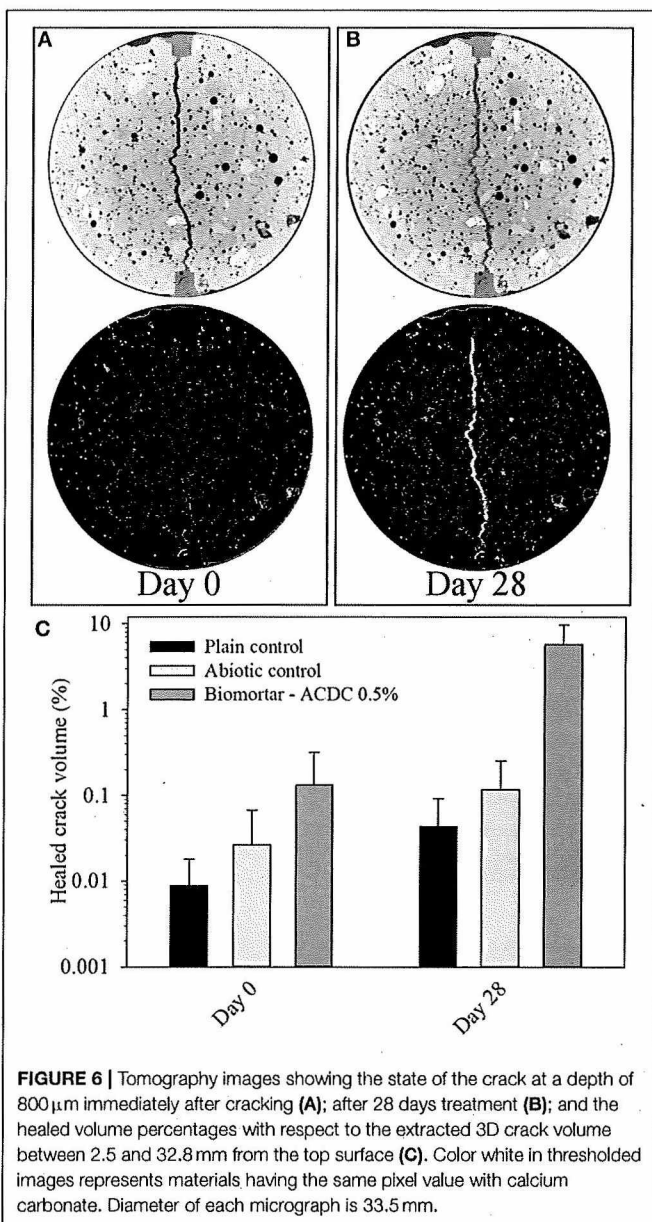 A
B
Day 0
Day 28
C
10
1
0.1
0.01
0.001
Healed crack volume (%)
Plain control
Abiotic control
Biomortar - ACDC 0.5%
Day 0
Day 28
FIGURE 6 | Tomography images showing the state of the crack at a depth of
800 μm immediately after cracking (A); after 28 days treatment (B); and the
healed volume percentages with respect to the extracted 3D crack volume
between 2.5 and 32.8 mm from the top surface (C). Color white in thresholded
images represents materials having the same pixel value with calcium
carbonate. Diameter of each micrograph is 33.5 mm.